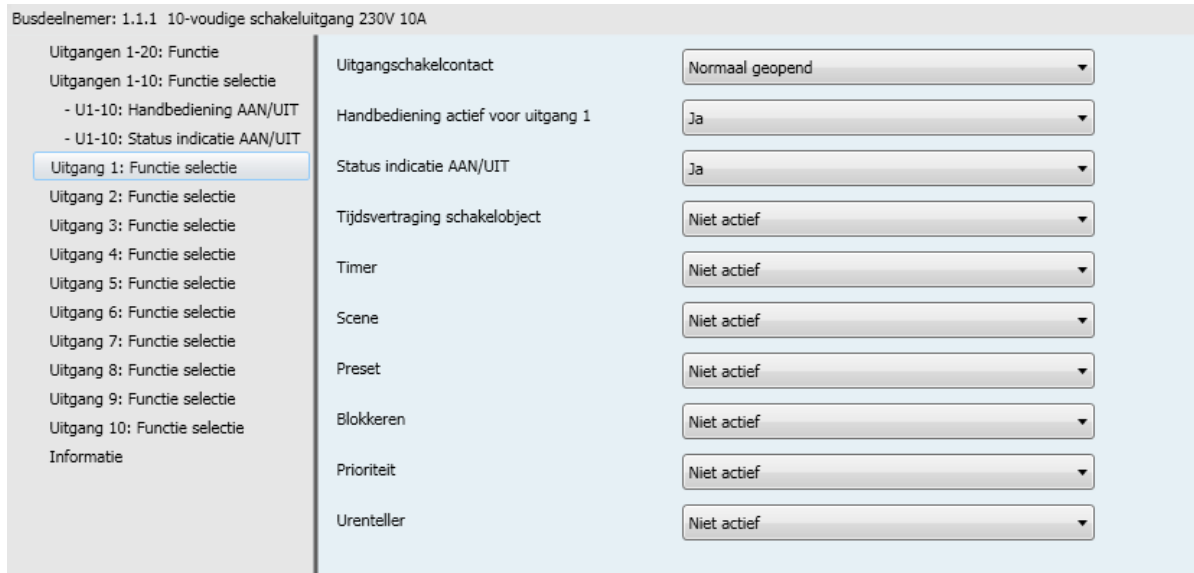 Busdeelnemer: 1.1.1 10-voudige schakeluitgang 230V 10A
Uitgangen 1-20: Functie
Uitgangen 1-10: Functie selectie
- U1-10: Handbediening AAN/UIT
- U1-10: Status indicatie AAN/UIT
Uitgang 1: Functie selectie
Uitgang 2: Functie selectie
Uitgang 3: Functie selectie
Uitgang 4: Functie selectie
Uitgang 5: Functie selectie
Uitgang 6: Functie selectie
Uitgang 7: Functie selectie
Uitgang 8: Functie selectie
Uitgang 9: Functie selectie
Uitgang 10: Functie selectie
Informatie
Uitgangschakelcontact Normaal geopend
Handbediening actief voor uitgang 1 Ja
Status indicatie AAN/UIT Ja
Tijdsvertraging schakelobject Niet actief
Timer Niet actief
Scene Niet actief
Preset Niet actief
Blokkeren Niet actief
Prioriteit Niet actief
Urenteller Niet actief